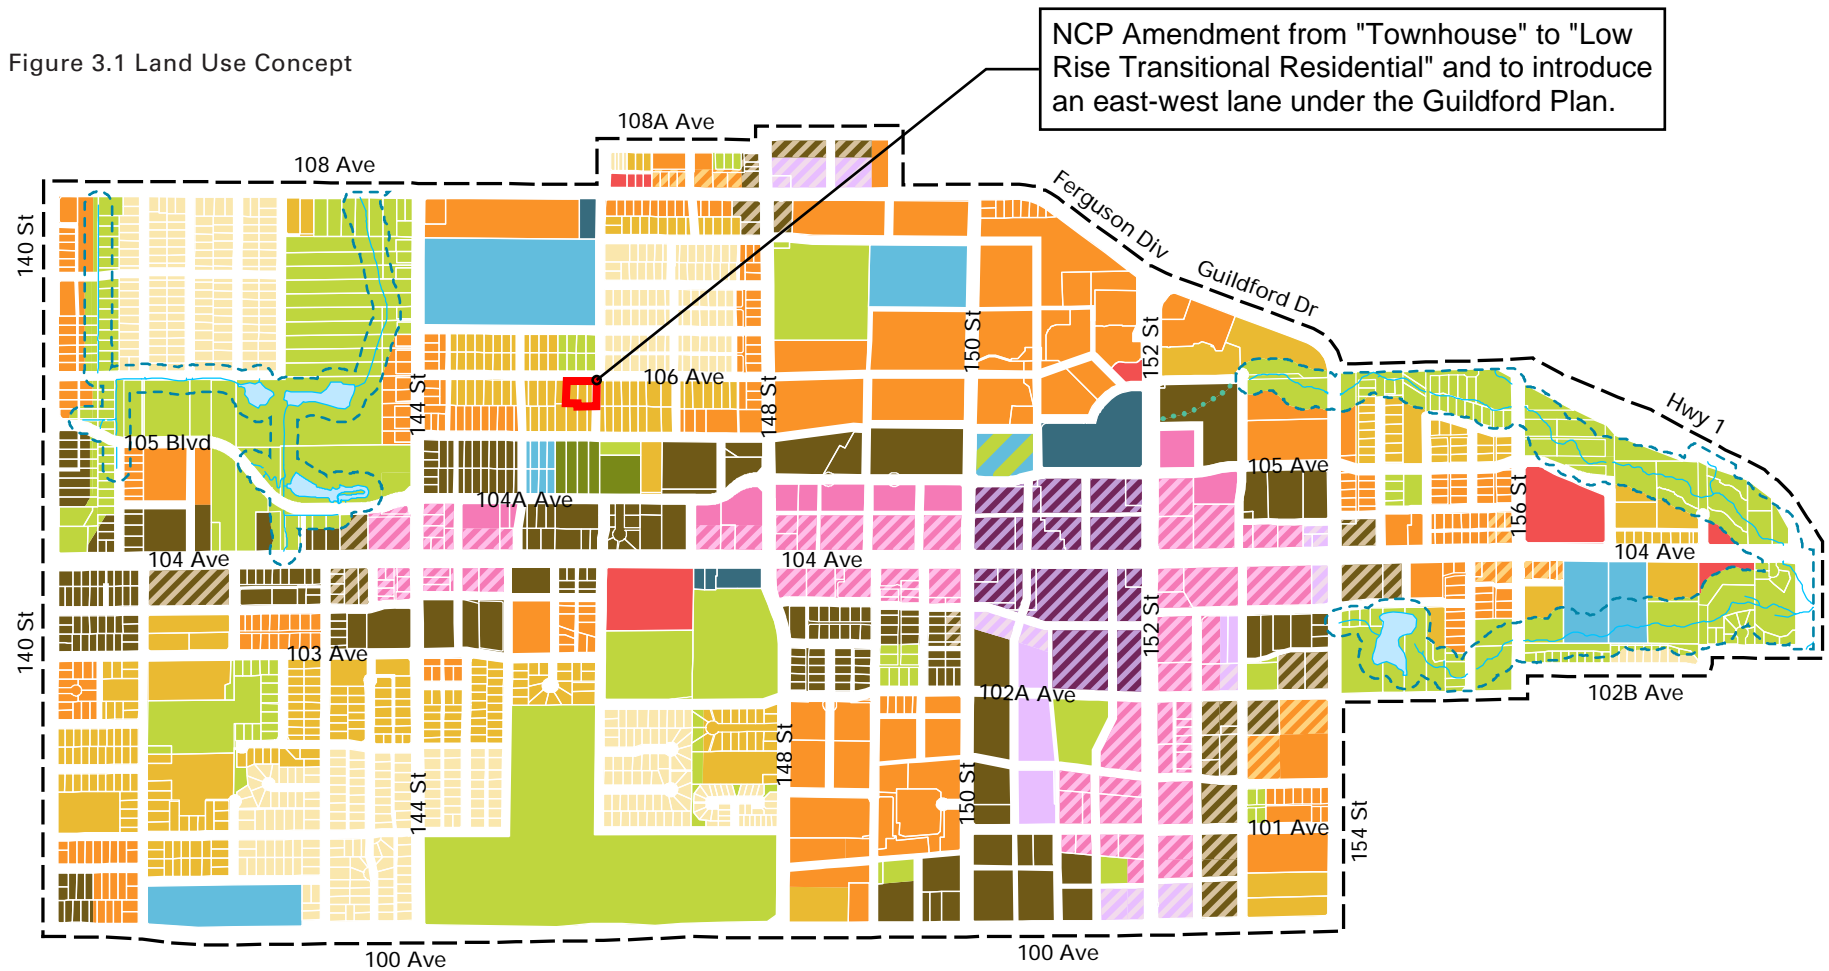 NCP Amendment from "Townhouse" to "Low
Rise Transitional Residential" and to introduce
an east-west lane under the Guildford Plan.
Figure 3.1 Land Use Concept
108A Ave
108 Ave
Ferguson Div
Guildford Dr
140 St
150 St
152 St
144 St
106 Ave
148 St
Hwy 1
105 Blvd
105 Ave
104A Ave
156 St
104 Ave
104 Ave
104 Ave
140 St
152 St
103 Ave
102A Ave
102B Ave
148 St
150 St
144 St
101 Ave
154 St
100 Ave
100 Ave